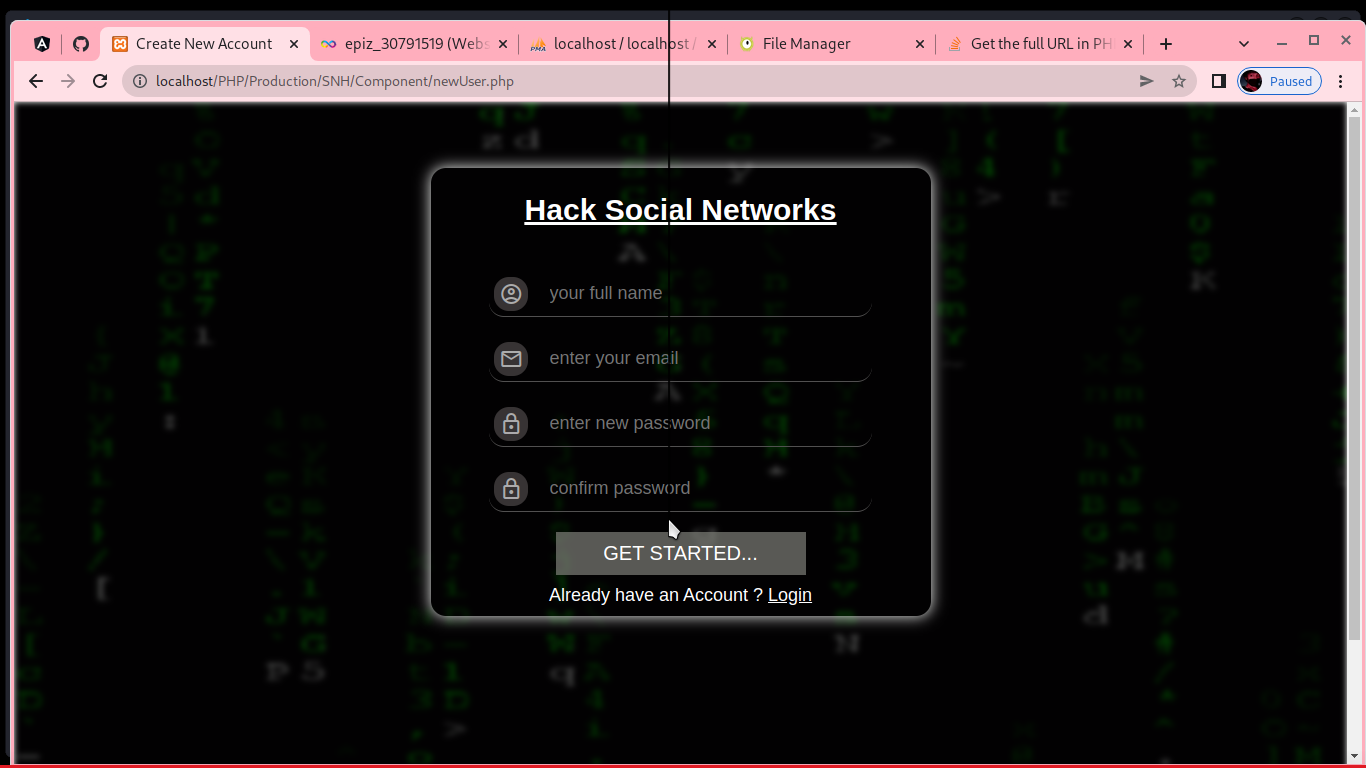 Create New Account
epiz_30791519 (Webs
localhost / localhost /
File Manager
Get the full URL in PH
localhost/PHP/Production/SNH/Component/newUser.php
Paused
Hack Social Networks
your full name
enter your email
enter new password
confirm password
GET STARTED...
Already have an Account ? Login